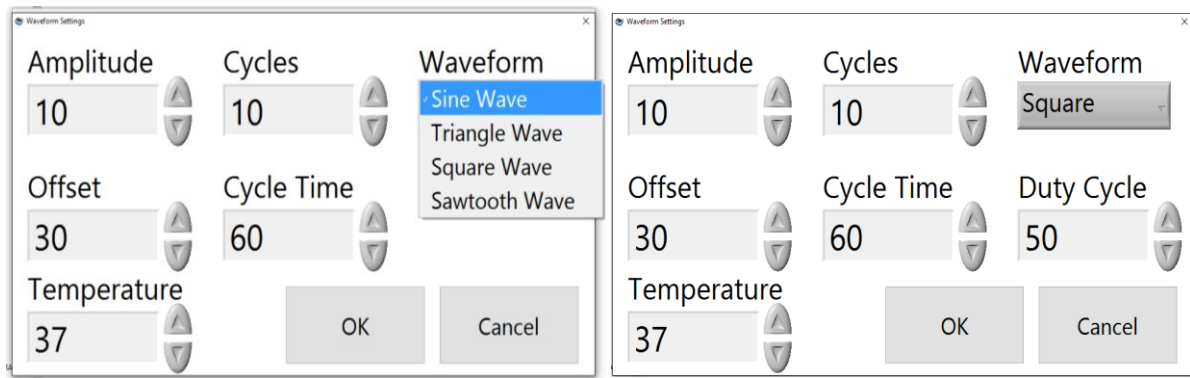 Waveform Settings
Amplitude
Cycles
Waveform
10
10
✓Sine Wave
Triangle Wave
Square Wave
Sawtooth Wave
Offset
Cycle Time
30
60
Temperature
37
OK
Cancel
Waveform Settings
Amplitude
Cycles
Waveform
10
10
Square
Offset
Cycle Time
Duty Cycle
30
60
50
Temperature
37
OK
Cancel